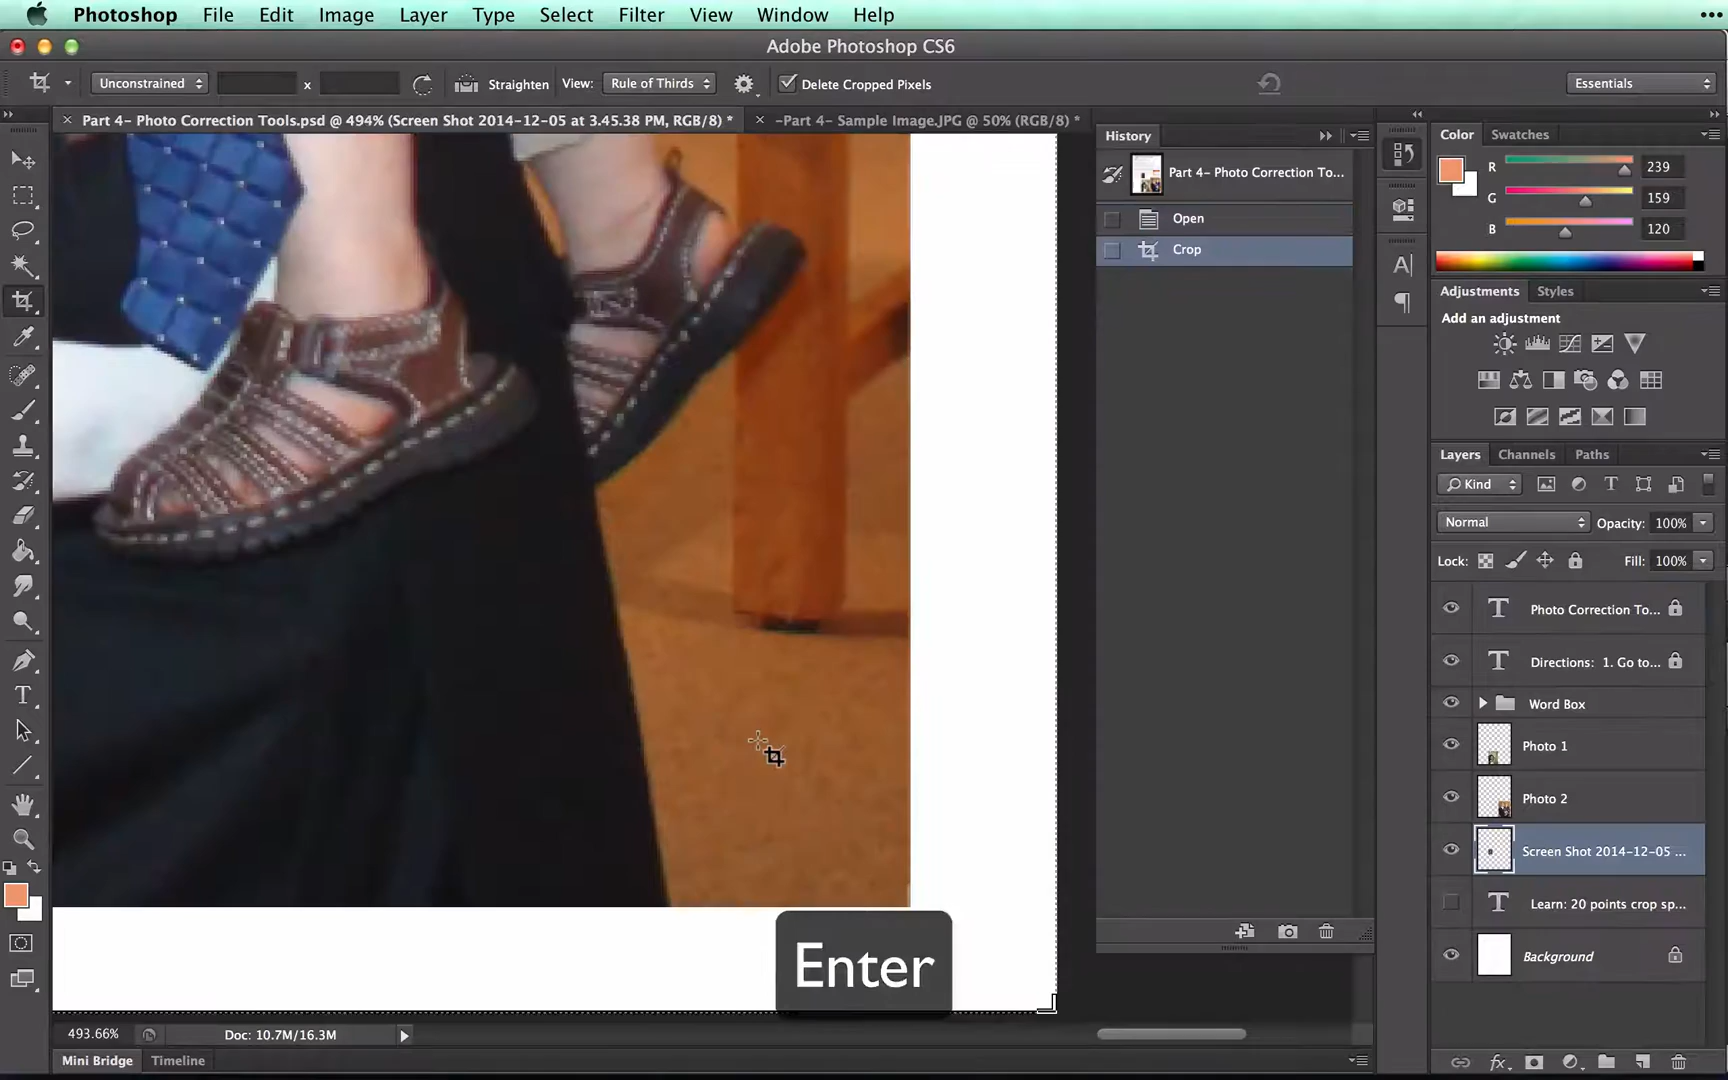 Photoshop File Edit Image Layer Type Select Filter View Window Help
Adobe Photoshop CS6
Unconstrained x Straighten View: Rule of Thirds Delete Cropped Pixels Essentials
Part 4- Photo Correction Tools.psd @ 494% (Screen Shot 2014-12-05 at 3.45.38 PM, RGB/8) *
-Part 4- Sample Image.JPG @ 50% (RGB/8) *
History
Part 4- Photo Correction To...
Open
Crop
Color Swatches
R 239
G 159
B 120
Adjustments Styles
Add an adjustment
Layers Channels Paths
Kind
Normal Opacity: 100%
Lock: Fill: 100%
Photo Correction To...
Directions: 1. Go to...
Word Box
Photo 1
Photo 2
Screen Shot 2014-12-05 ...
Learn: 20 points crop sp...
Background
Enter
493.66% Doc: 10.7M/16.3M
Mini Bridge Timeline